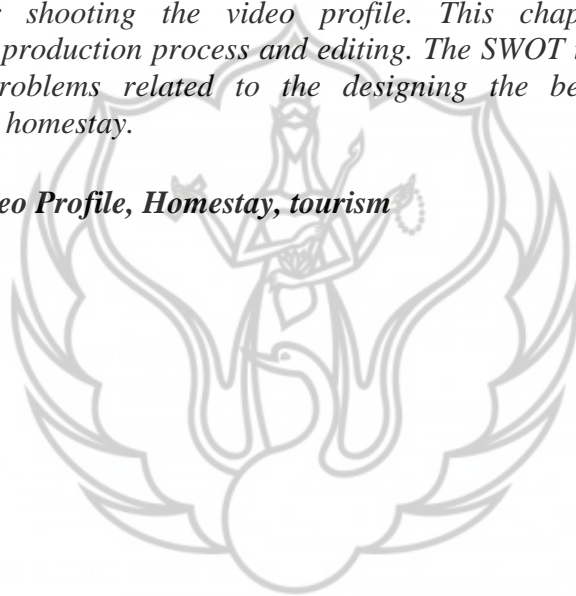 shooting the video profile. This chap
production process and editing. The SWOT
roblems related to the designing the be
homestay.
eo Profile, Homestay, tourism